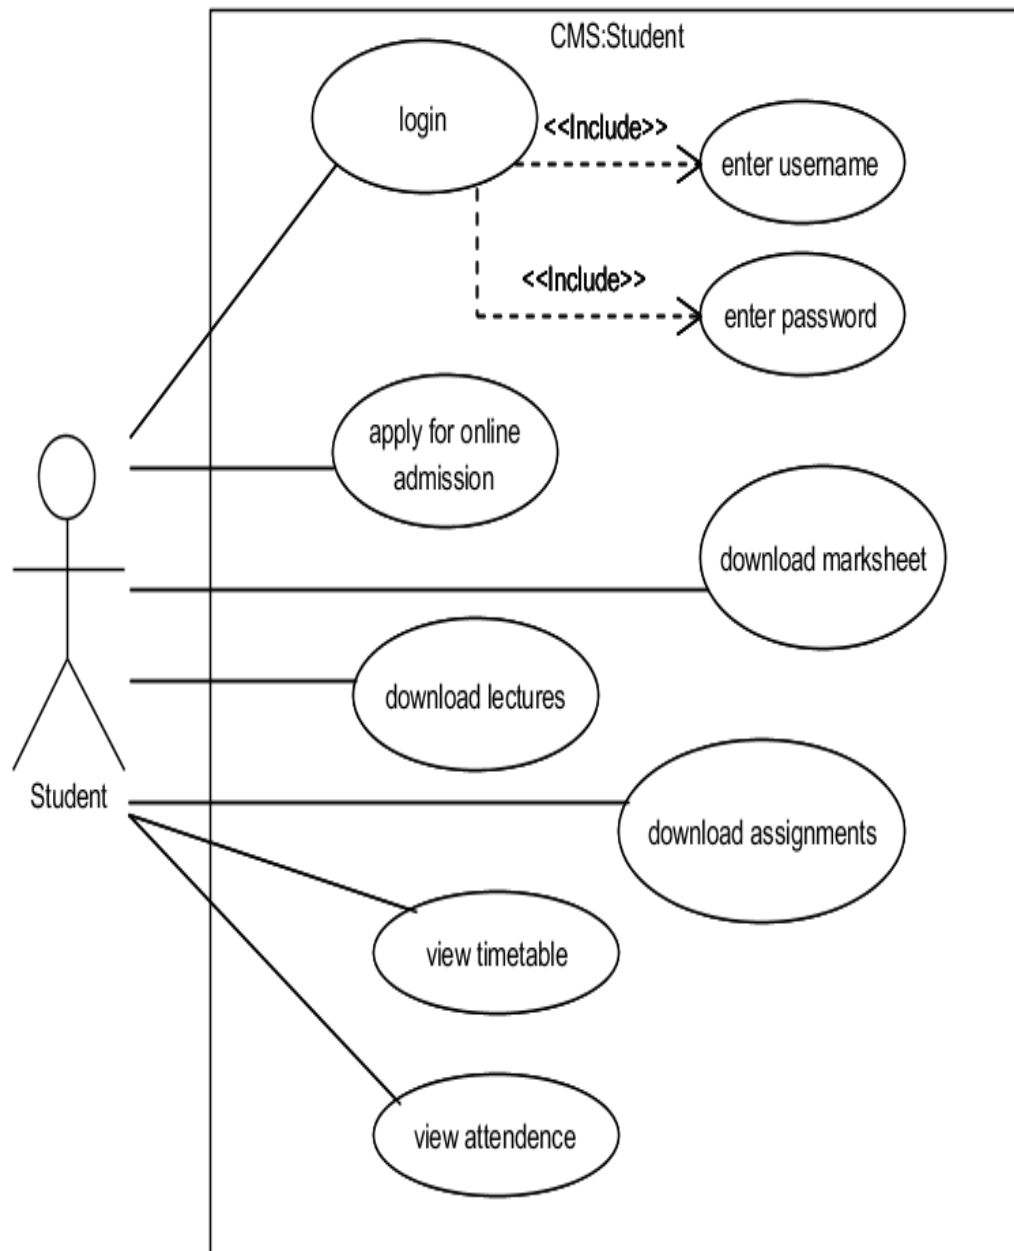 CMS:Student
login
<<Include>>
enter username
<<Include>>
enter password
apply for online
admission
download marksheet
download lectures
Student
download assignments
view timetable
view attendence